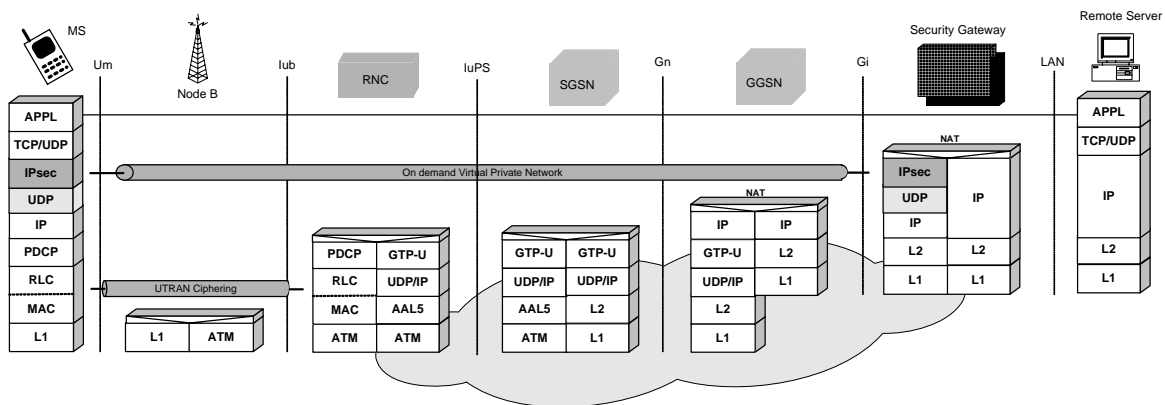 MS
Um
Node B
Iub
RNC
IuPS
SGSN
Gn
GGSN
Gi
Security Gateway
LAN
Remote Server
APPL
TCP/UDP
IPsec
UDP
IP
PDCP
RLC
MAC
L1
On demand Virtual Private Network
UTRAN Ciphering
L1 ATM
PDCP GTP-U
RLC UDP/IP
MAC AAL5
ATM ATM
GTP-U GTP-U
UDP/IP UDP/IP
AAL5 L2
ATM L1
NAT
IP IP
GTP-U L2
UDP/IP L1
L2
L1
NAT
IPsec
UDP IP
IP
L2 L2
L1 L1
APPL
TCP/UDP
IP
L2
L1